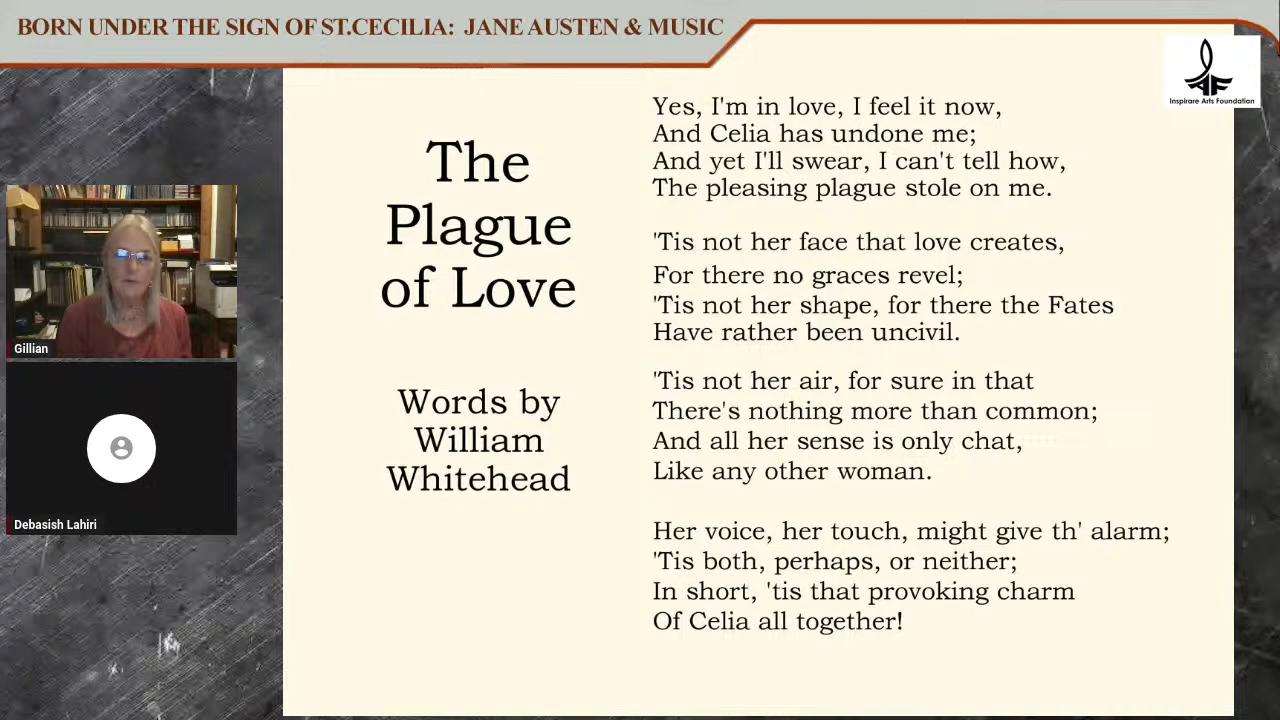 BORN UNDER THE SIGN OF ST.CECILIA: JANE AUSTEN & MUSIC
Inspirare Arts Foundation
The
Plague
of Love
Words by
William
Whitehead
Yes, I'm in love, I feel it now,
And Celia has undone me;
And yet I'll swear, I can't tell how,
The pleasing plague stole on me.
'Tis not her face that love creates,
For there no graces revel;
'Tis not her shape, for there the Fates
Have rather been uncivil.
'Tis not her air, for sure in that
There's nothing more than common;
And all her sense is only chat,
Like any other woman.
Her voice, her touch, might give th' alarm;
'Tis both, perhaps, or neither;
In short, 'tis that provoking charm
Of Celia all together!
Gillian
Debasish Lahiri